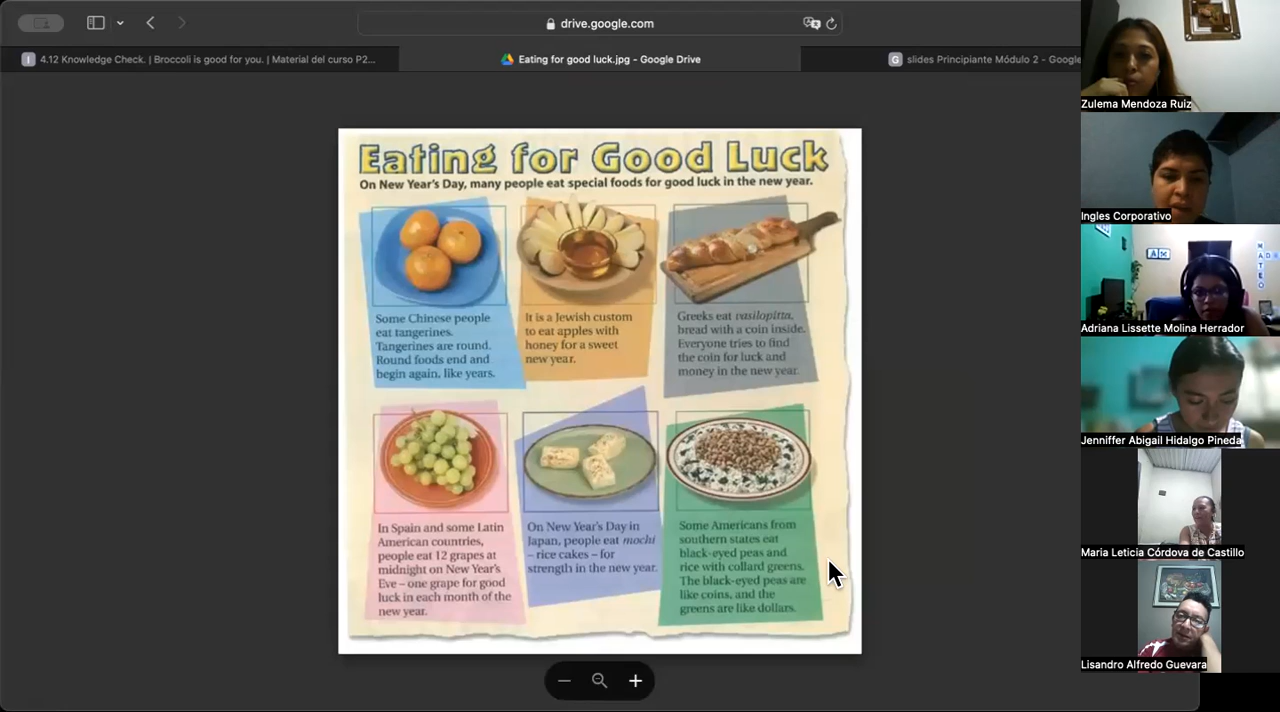 drive.google.com
4.12 Knowledge Check. | Broccoli is good for you. | Material del curso P2...
Eating for good luck.jpg - Google Drive
slides Principiante Módulo 2 - Google
Eating for Good Luck
On New Year's Day, many people eat special foods for good luck in the new year.
Some Chinese people
eat tangerines.
Tangerines are round.
Round foods end and
begin again, like years.
It is a Jewish custom
to eat apples with
honey for a sweet
new year.
Greeks eat vasilopitta,
bread with a coin inside.
Everyone tries to find
the coin for luck and
money in the new year.
In Spain and some Latin
American countries,
people eat 12 grapes at
midnight on New Year's
Eve – one grape for good
luck in each month of the
new year.
On New Year's Day in
Japan, people eat mochi
– rice cakes – for
strength in the new year.
Some Americans from
southern states eat
black-eyed peas and
rice with collard greens.
The black-eyed peas are
like coins, and the
greens are like dollars.
Zulema Mendoza Ruiz
Ingles Corporativo
Adriana Lissette Molina Herrador
Jenniffer Abigail Hidalgo Pineda
Maria Leticia Córdova de Castillo
Lisandro Alfredo Guevara